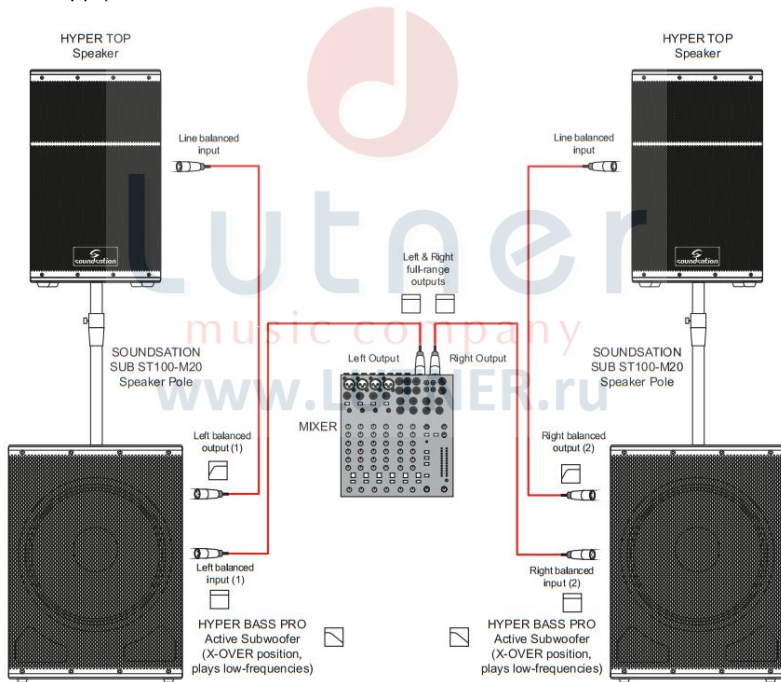 HYPER TOP
Speaker
HYPER TOP
Speaker
Line balanced
input
Line balanced
input
soundsation
soundsation
Lutner
music company
www.LUTNER.ru
Left & Right
full-range
outputs
Left Output
Right Output
SOUNDSATION
SUB ST100-M20
Speaker Pole
SOUNDSATION
SUB ST100-M20
Speaker Pole
MIXER
Left balanced
output (1)
Right balanced
output (2)
Left balanced
input (1)
Right balanced
input (2)
HYPER BASS PRO
Active Subwoofer
(X-OVER position,
plays low-frequencies)
HYPER BASS PRO
Active Subwoofer
(X-OVER position,
plays low-frequencies)